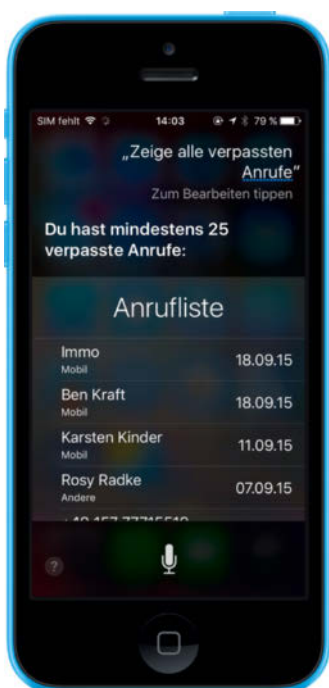 SIM fehlt 14:03 79 %
„Zeige alle verpassten
Anrufe“
Zum Bearbeiten tippen
Du hast mindestens 25
verpasste Anrufe:
Anrufliste
Immo
Mobil
18.09.15
Ben Kraft
Mobil
18.09.15
Karsten Kinder
Mobil
11.09.15
Rosy Radke
Andere
07.09.15
?